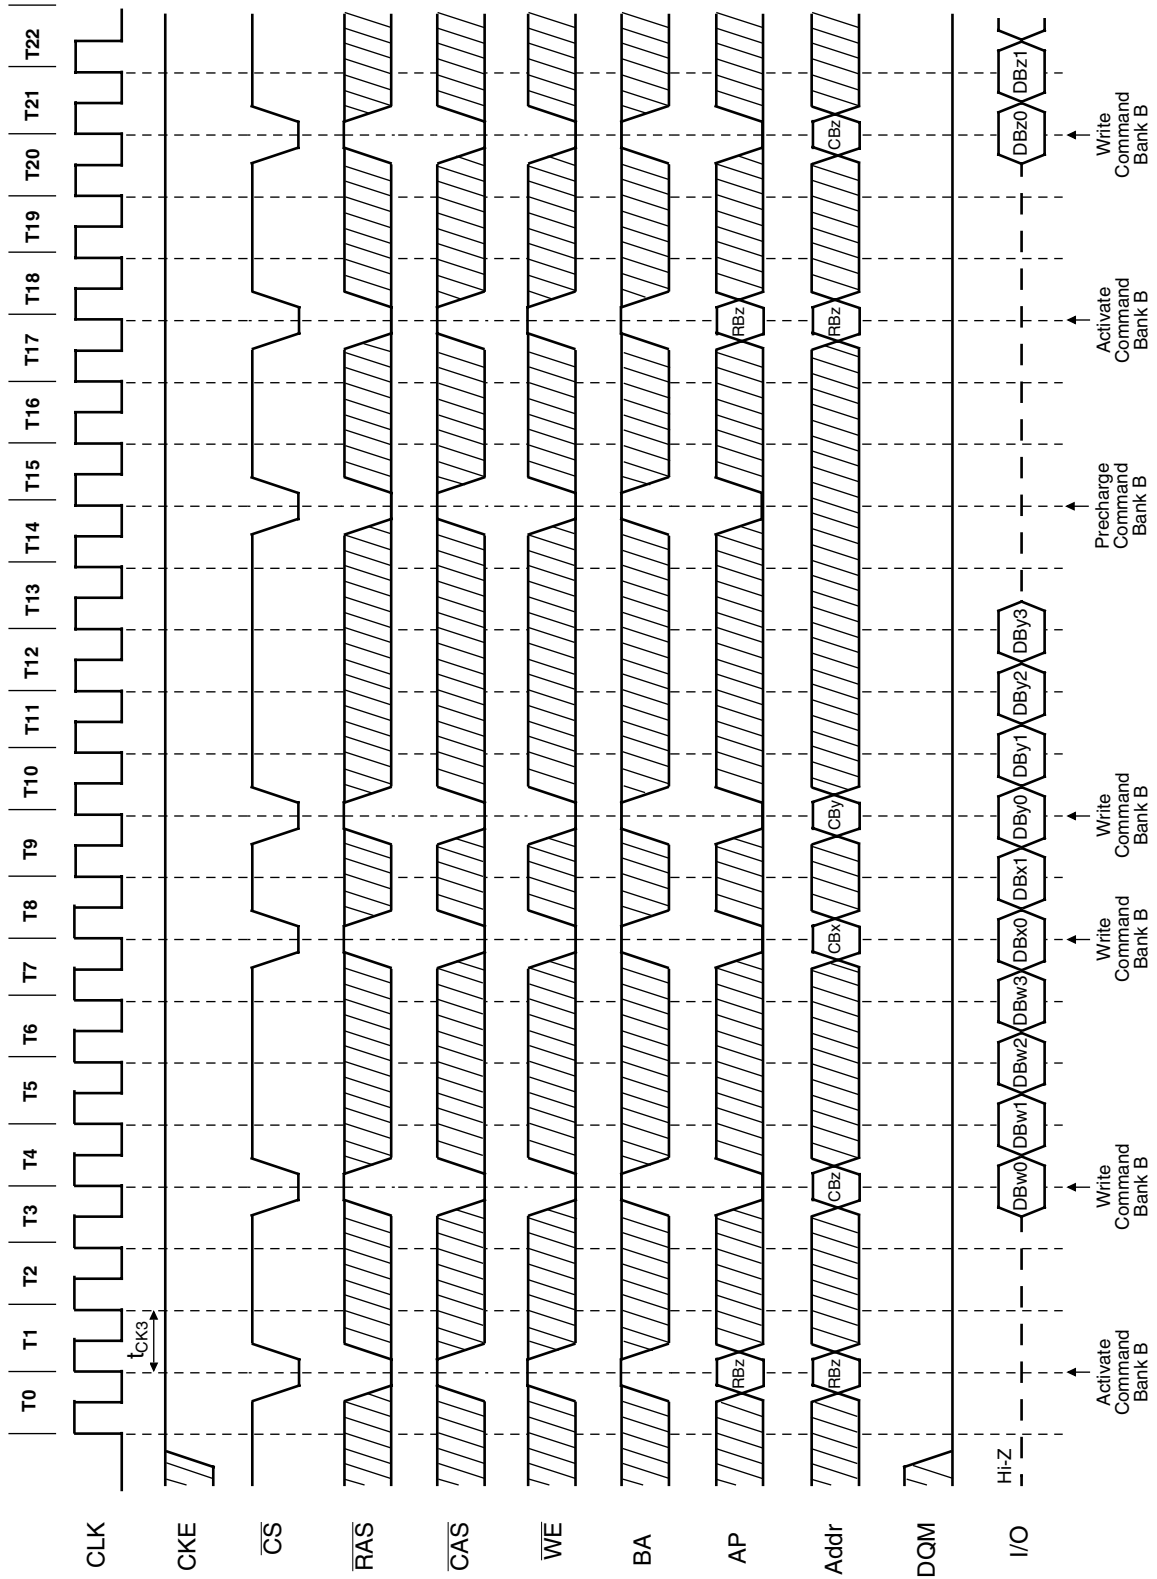 T0 T1 T2 T3 T4 T5 T6 T7 T8 T9 T10 T11 T12 T13 T14 T15 T16 T17 T18 T19 T20 T21 T22
CLK
tCK3
CKE
CS
RAS
CAS
WE
BA
AP RBz RBz
Addr RBz CBz CBx CBy RBz CBz
DQM
I/O Hi-Z DBw0 DBw1 DBw2 DBw3 DBx0 DBx1 DBy0 DBy1 DBy2 DBy3 DBz0 DBz1
Activate
Command
Bank B
Write
Command
Bank B
Write
Command
Bank B
Write
Command
Bank B
Precharge
Command
Bank B
Activate
Command
Bank B
Write
Command
Bank B